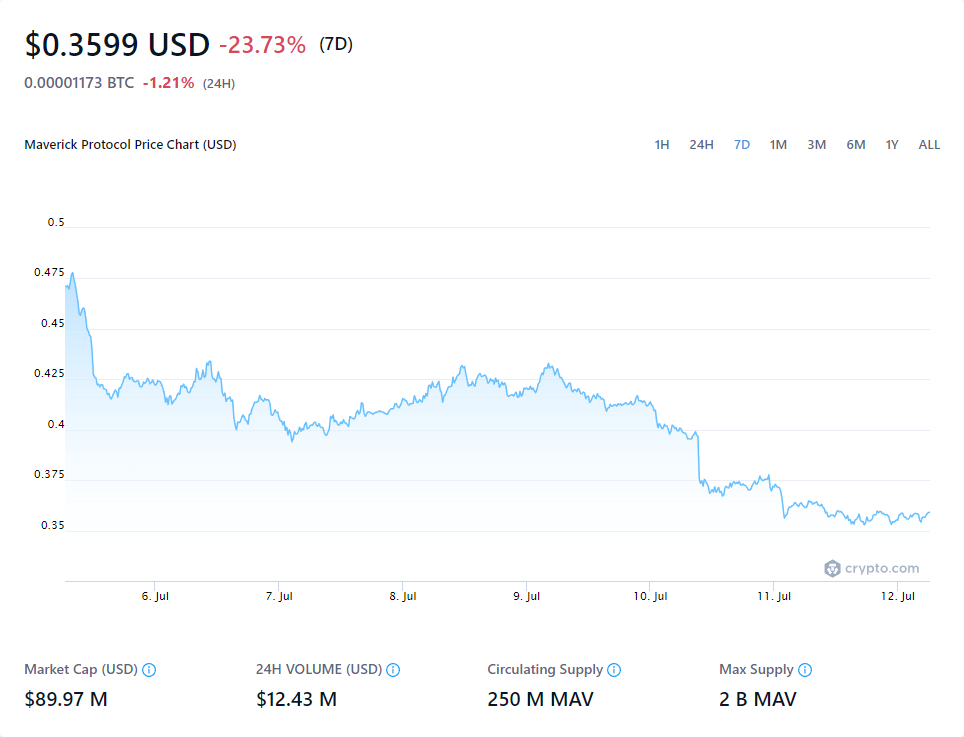 $0.3599 USD -23.73% (7D)
0.00001173 BTC -1.21% (24H)
Maverick Protocol Price Chart (USD)
1H 24H 7D 1M 3M 6M 1Y ALL
0.5
0.475
0.45
0.425
0.4
0.375
0.35
crypto.com
6. Jul 7. Jul 8. Jul 9. Jul 10. Jul 11. Jul 12. Jul
Market Cap (USD) 24H VOLUME (USD) Circulating Supply Max Supply
$89.97 M $12.43 M 250 M MAV 2 B MAV